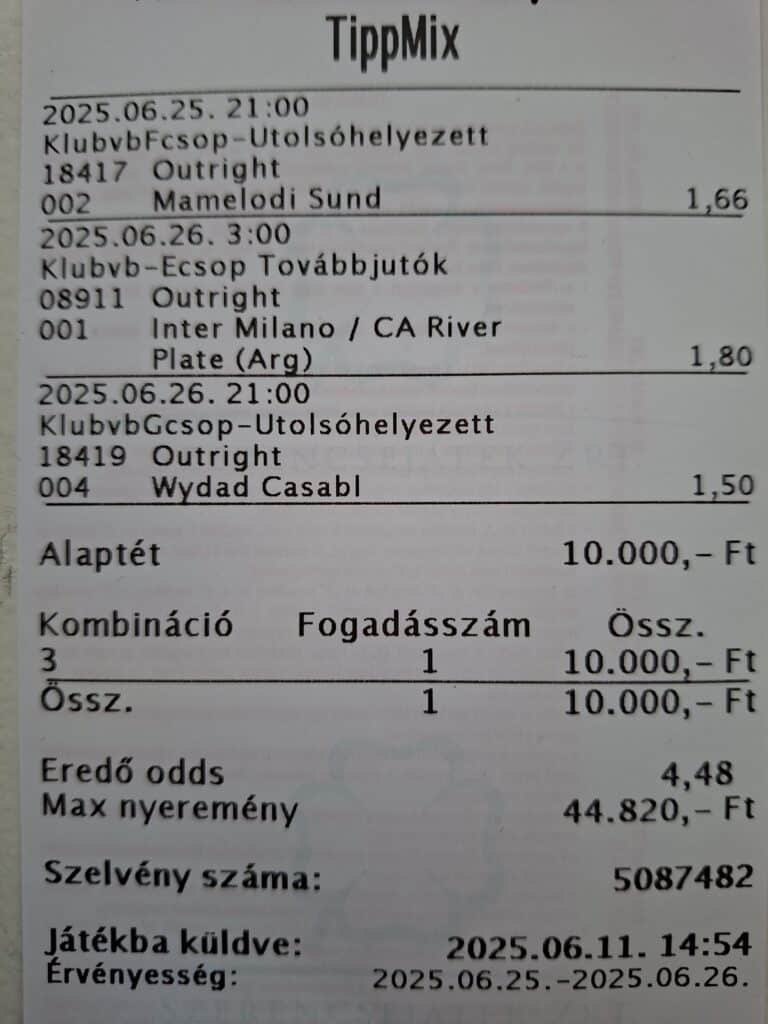 TippMix
2025.06.25. 21:00
KlubvbFcsop-Utolsóhelyezett
18417 Outright
002 Mamelodi Sund 1,66
2025.06.26. 3:00
Klubvb-Ecsop Továbbjutók
08911 Outright
001 Inter Milano / CA River
Plate (Arg) 1,80
2025.06.26. 21:00
KlubvbGcsop-Utolsóhelyezett
18419 Outright
004 Wydad Casabl 1,50
Alaptét 10.000,- Ft
Kombináció Fogadásszám Össz.
3 1 10.000,- Ft
Össz. 1 10.000,- Ft
Eredő odds 4,48
Max nyeremény 44.820,- Ft
Szelvény száma: 5087482
Játékba küldve: 2025.06.11. 14:54
Érvényesség: 2025.06.25.-2025.06.26.